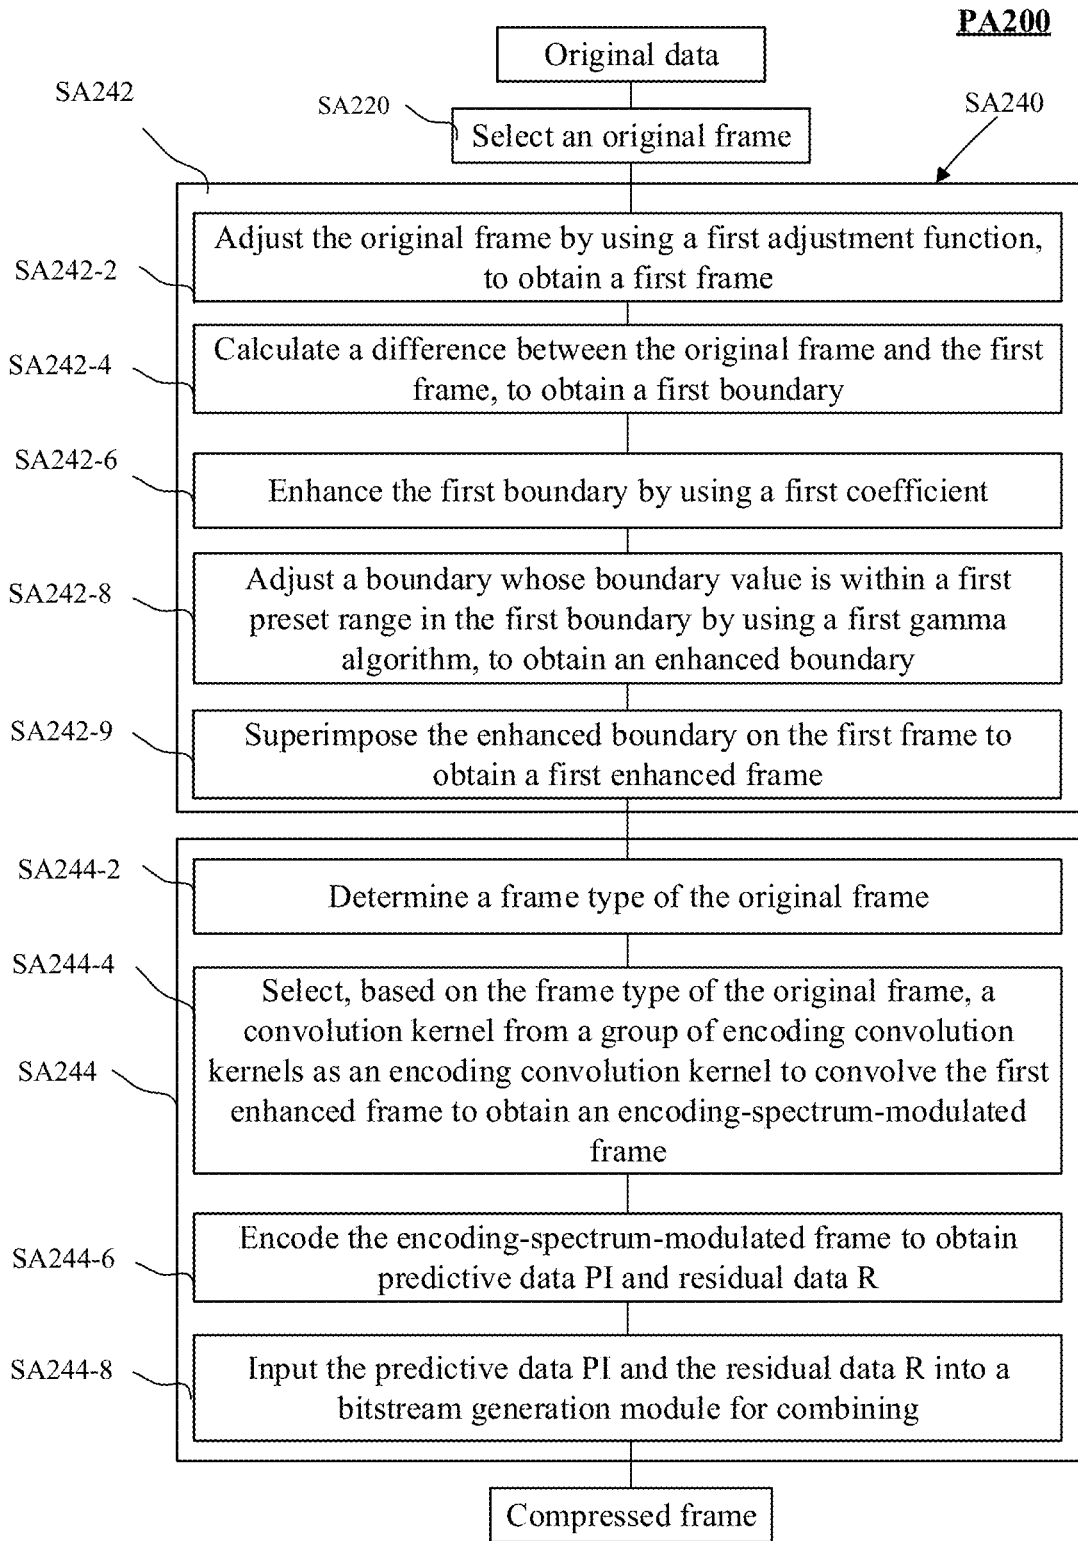 PA200
Original data
SA242
SA220
SA240
Select an original frame
Adjust the original frame by using a first adjustment function,
to obtain a first frame
SA242-2
Calculate a difference between the original frame and the first
frame, to obtain a first boundary
SA242-4
SA242-6
Enhance the first boundary by using a first coefficient
Adjust a boundary whose boundary value is within a first
preset range in the first boundary by using a first gamma
algorithm, to obtain an enhanced boundary
SA242-8
SA242-9
Superimpose the enhanced boundary on the first frame to
obtain a first enhanced frame
SA244-2
Determine a frame type of the original frame
SA244-4
Select, based on the frame type of the original frame, a
convolution kernel from a group of encoding convolution
kernels as an encoding convolution kernel to convolve the first
enhanced frame to obtain an encoding-spectrum-modulated
frame
SA244
Encode the encoding-spectrum-modulated frame to obtain
predictive data PI and residual data R
SA244-6
Input the predictive data PI and the residual data R into a
bitstream generation module for combining
SA244-8
Compressed frame